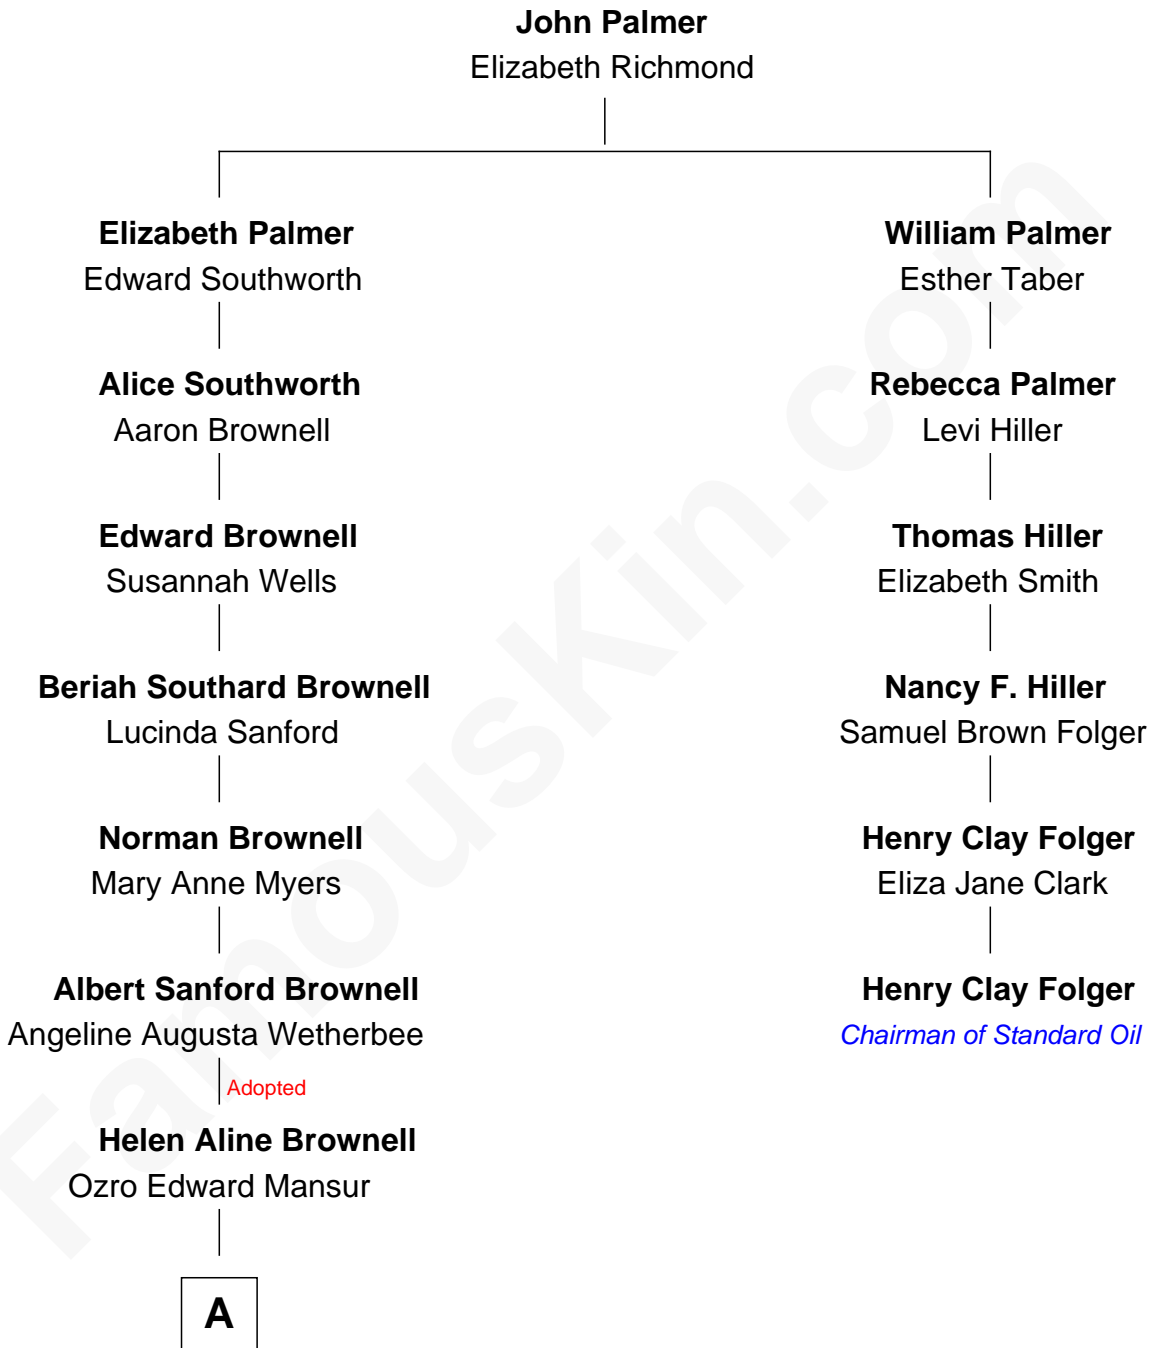 John Palmer
Elizabeth Richmond
Elizabeth Palmer
Edward Southworth
Alice Southworth
Aaron Brownell
Edward Brownell
Susannah Wells
Beriah Southard Brownell
Lucinda Sanford
Norman Brownell
Mary Anne Myers
Albert Sanford Brownell
Angeline Augusta Wetherbee
Adopted
Helen Aline Brownell
Ozro Edward Mansur
A
William Palmer
Esther Taber
Rebecca Palmer
Levi Hiller
Thomas Hiller
Elizabeth Smith
Nancy F. Hiller
Samuel Brown Folger
Henry Clay Folger
Eliza Jane Clark
Henry Clay Folger
Chairman of Standard Oil
FamousKin.com